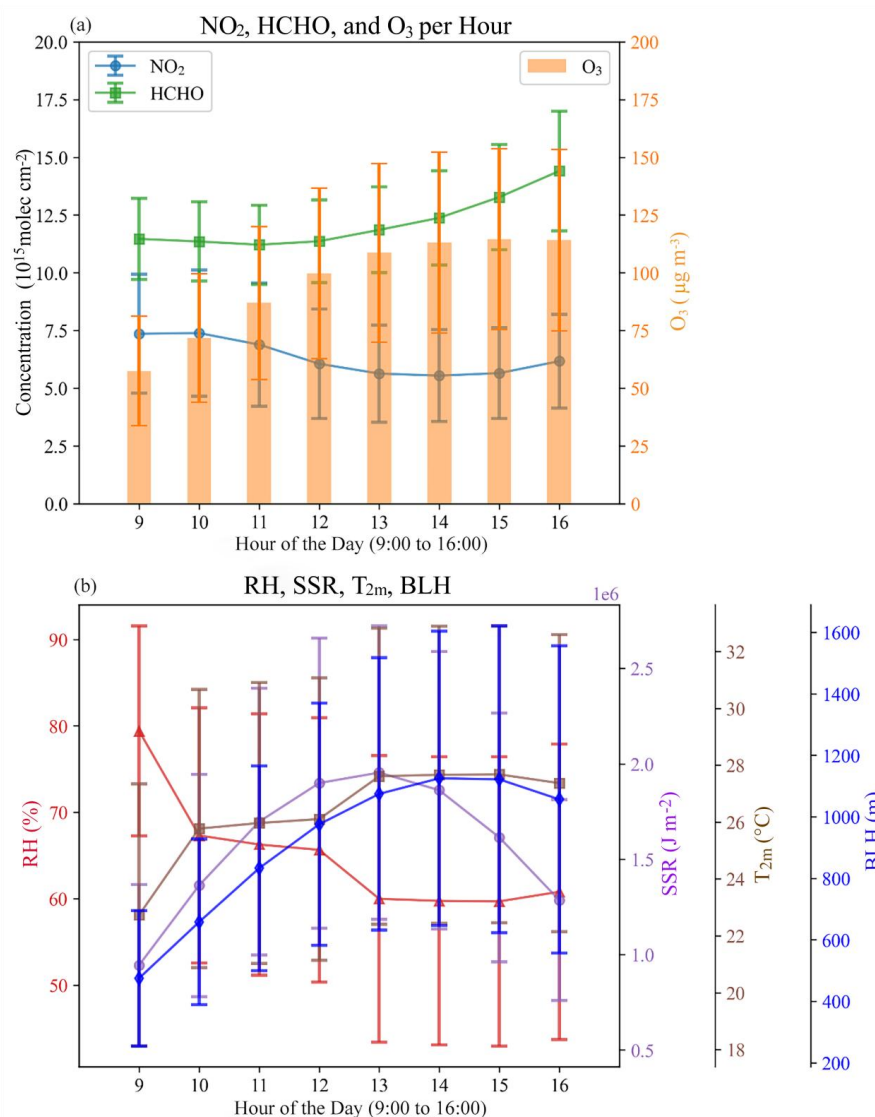 (a)
NO₂, HCHO, and O₃ per Hour
NO₂
HCHO
O₃
20.0
17.5
15.0
12.5
10.0
7.5
5.0
2.5
0.0
Concentration (10¹⁵molec cm⁻²)
200
175
150
125
100
75
50
25
0
O₃ ( μg m⁻³)
9 10 11 12 13 14 15 16
Hour of the Day (9:00 to 16:00)
(b)
RH, SSR, T₂ₘ, BLH
1e6
90
80
70
60
50
RH (%)
2.5
2.0
1.5
1.0
0.5
SSR (J m⁻²)
32
30
28
26
24
22
20
18
T₂ₘ (°C)
1600
1400
1200
1000
800
600
400
200
BLH (m)
9 10 11 12 13 14 15 16
Hour of the Day (9:00 to 16:00)